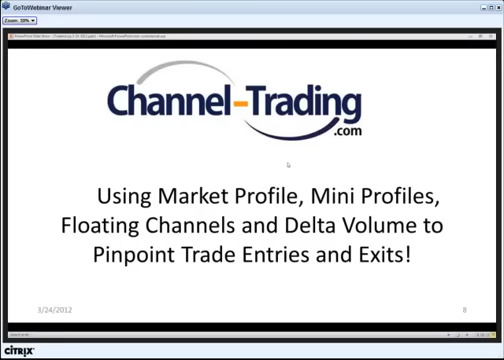 GoToWebinar Viewer
Zoom: 59%
Channel-Trading
.com
Using Market Profile, Mini Profiles,
Floating Channels and Delta Volume to
Pinpoint Trade Entries and Exits!
3/24/2012
8
CITRIX